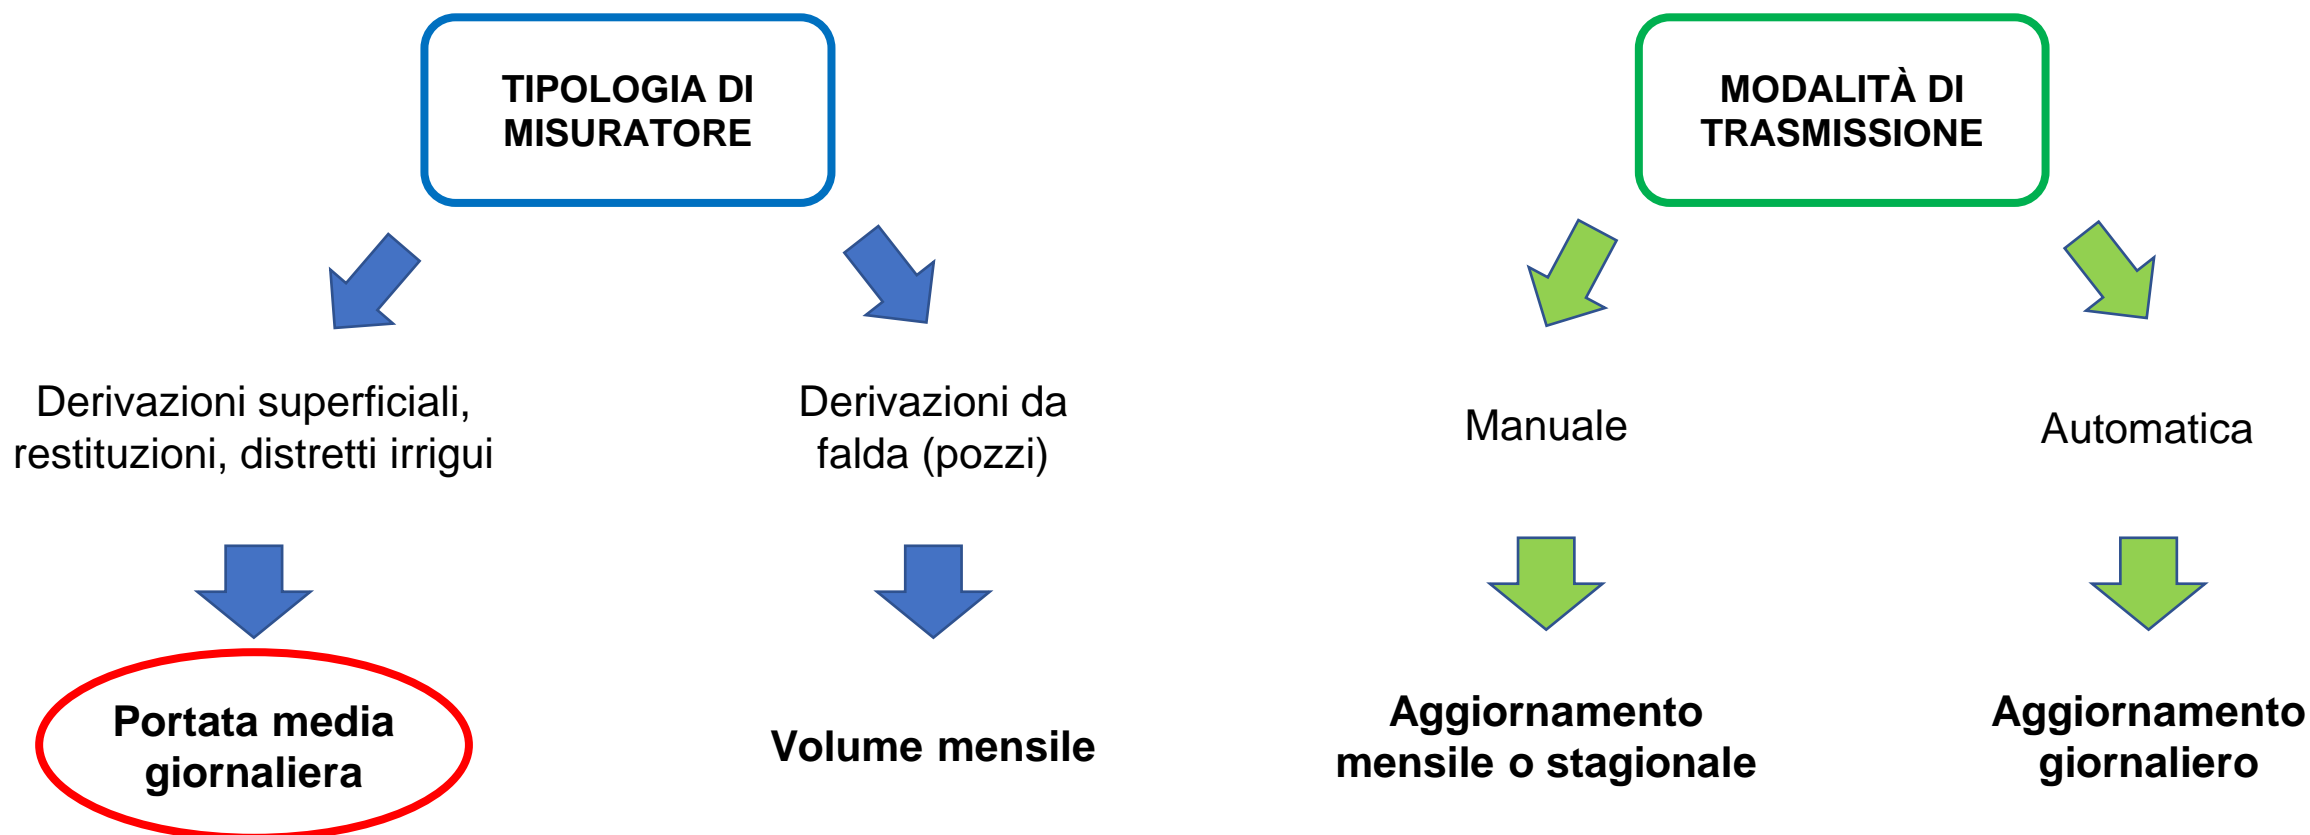 TIPOLOGIA DI
MISURATORE
MODALITÀ DI
TRASMISSIONE
Derivazioni superficiali,
restituzioni, distretti irrigui
Derivazioni da
falda (pozzi)
Manuale
Automatica
Portata media
giornaliera
Volume mensile
Aggiornamento
mensile o stagionale
Aggiornamento
giornaliero